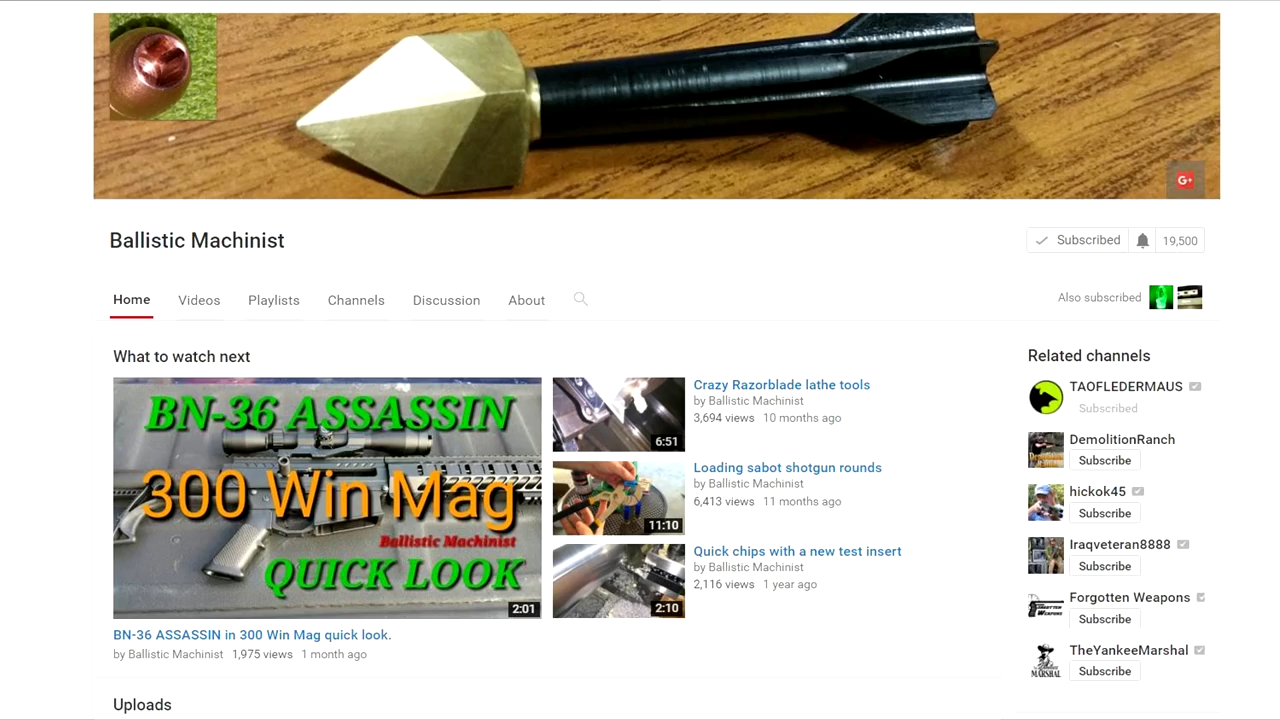 G+
Ballistic Machinist
Subscribed
19,500
Home
Videos
Playlists
Channels
Discussion
About
Also subscribed
What to watch next
BN-36 ASSASSIN
300 Win Mag
Ballistic Machinist
QUICK LOOK
2:01
BN-36 ASSASSIN in 300 Win Mag quick look.
by Ballistic Machinist 1,975 views 1 month ago
6:51
Crazy Razorblade lathe tools
by Ballistic Machinist
3,694 views 10 months ago
11:10
Loading sabot shotgun rounds
by Ballistic Machinist
6,413 views 11 months ago
2:10
Quick chips with a new test insert
by Ballistic Machinist
2,116 views 1 year ago
Related channels
TAOFLEDERMAUS
Subscribed
DemolitionRanch
Subscribe
hickok45
Subscribe
Iraqveteran8888
Subscribe
Forgotten Weapons
Subscribe
TheYankeeMarshal
Subscribe
MARSHAL
Uploads